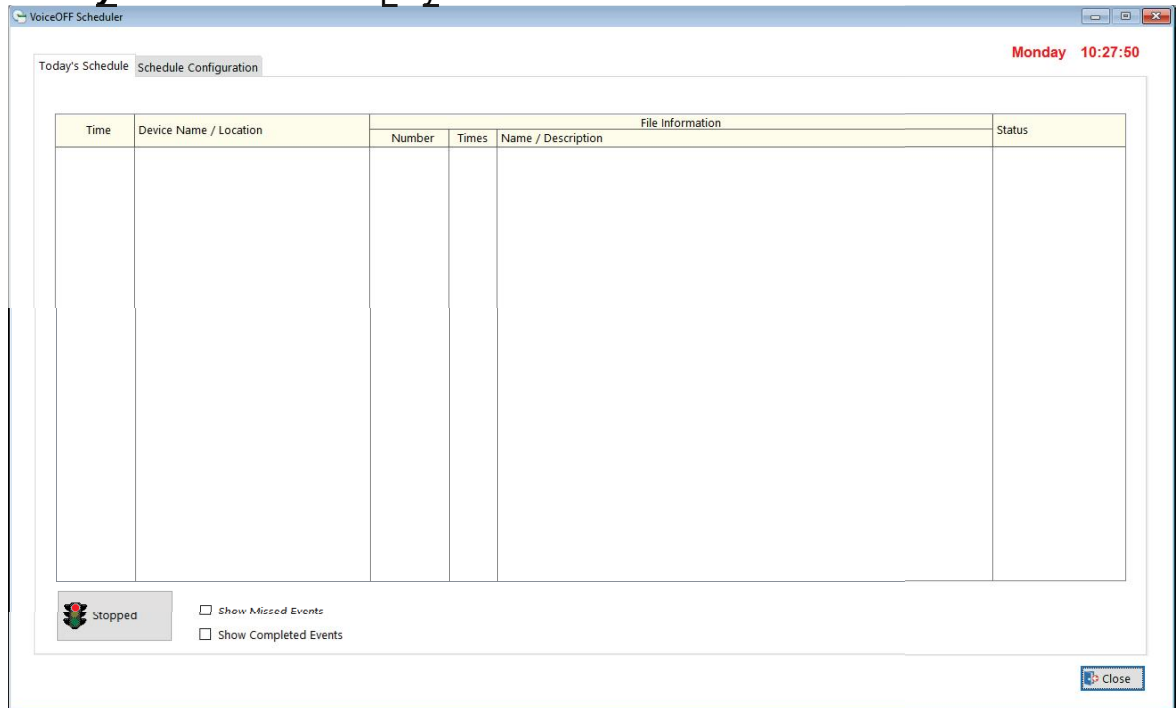 VoiceOFF Scheduler
Monday 10:27:50
Today's Schedule Schedule Configuration
Time Device Name / Location File Information Status
Number Times Name / Description
Stopped
Show Missed Events
Show Completed Events
Close